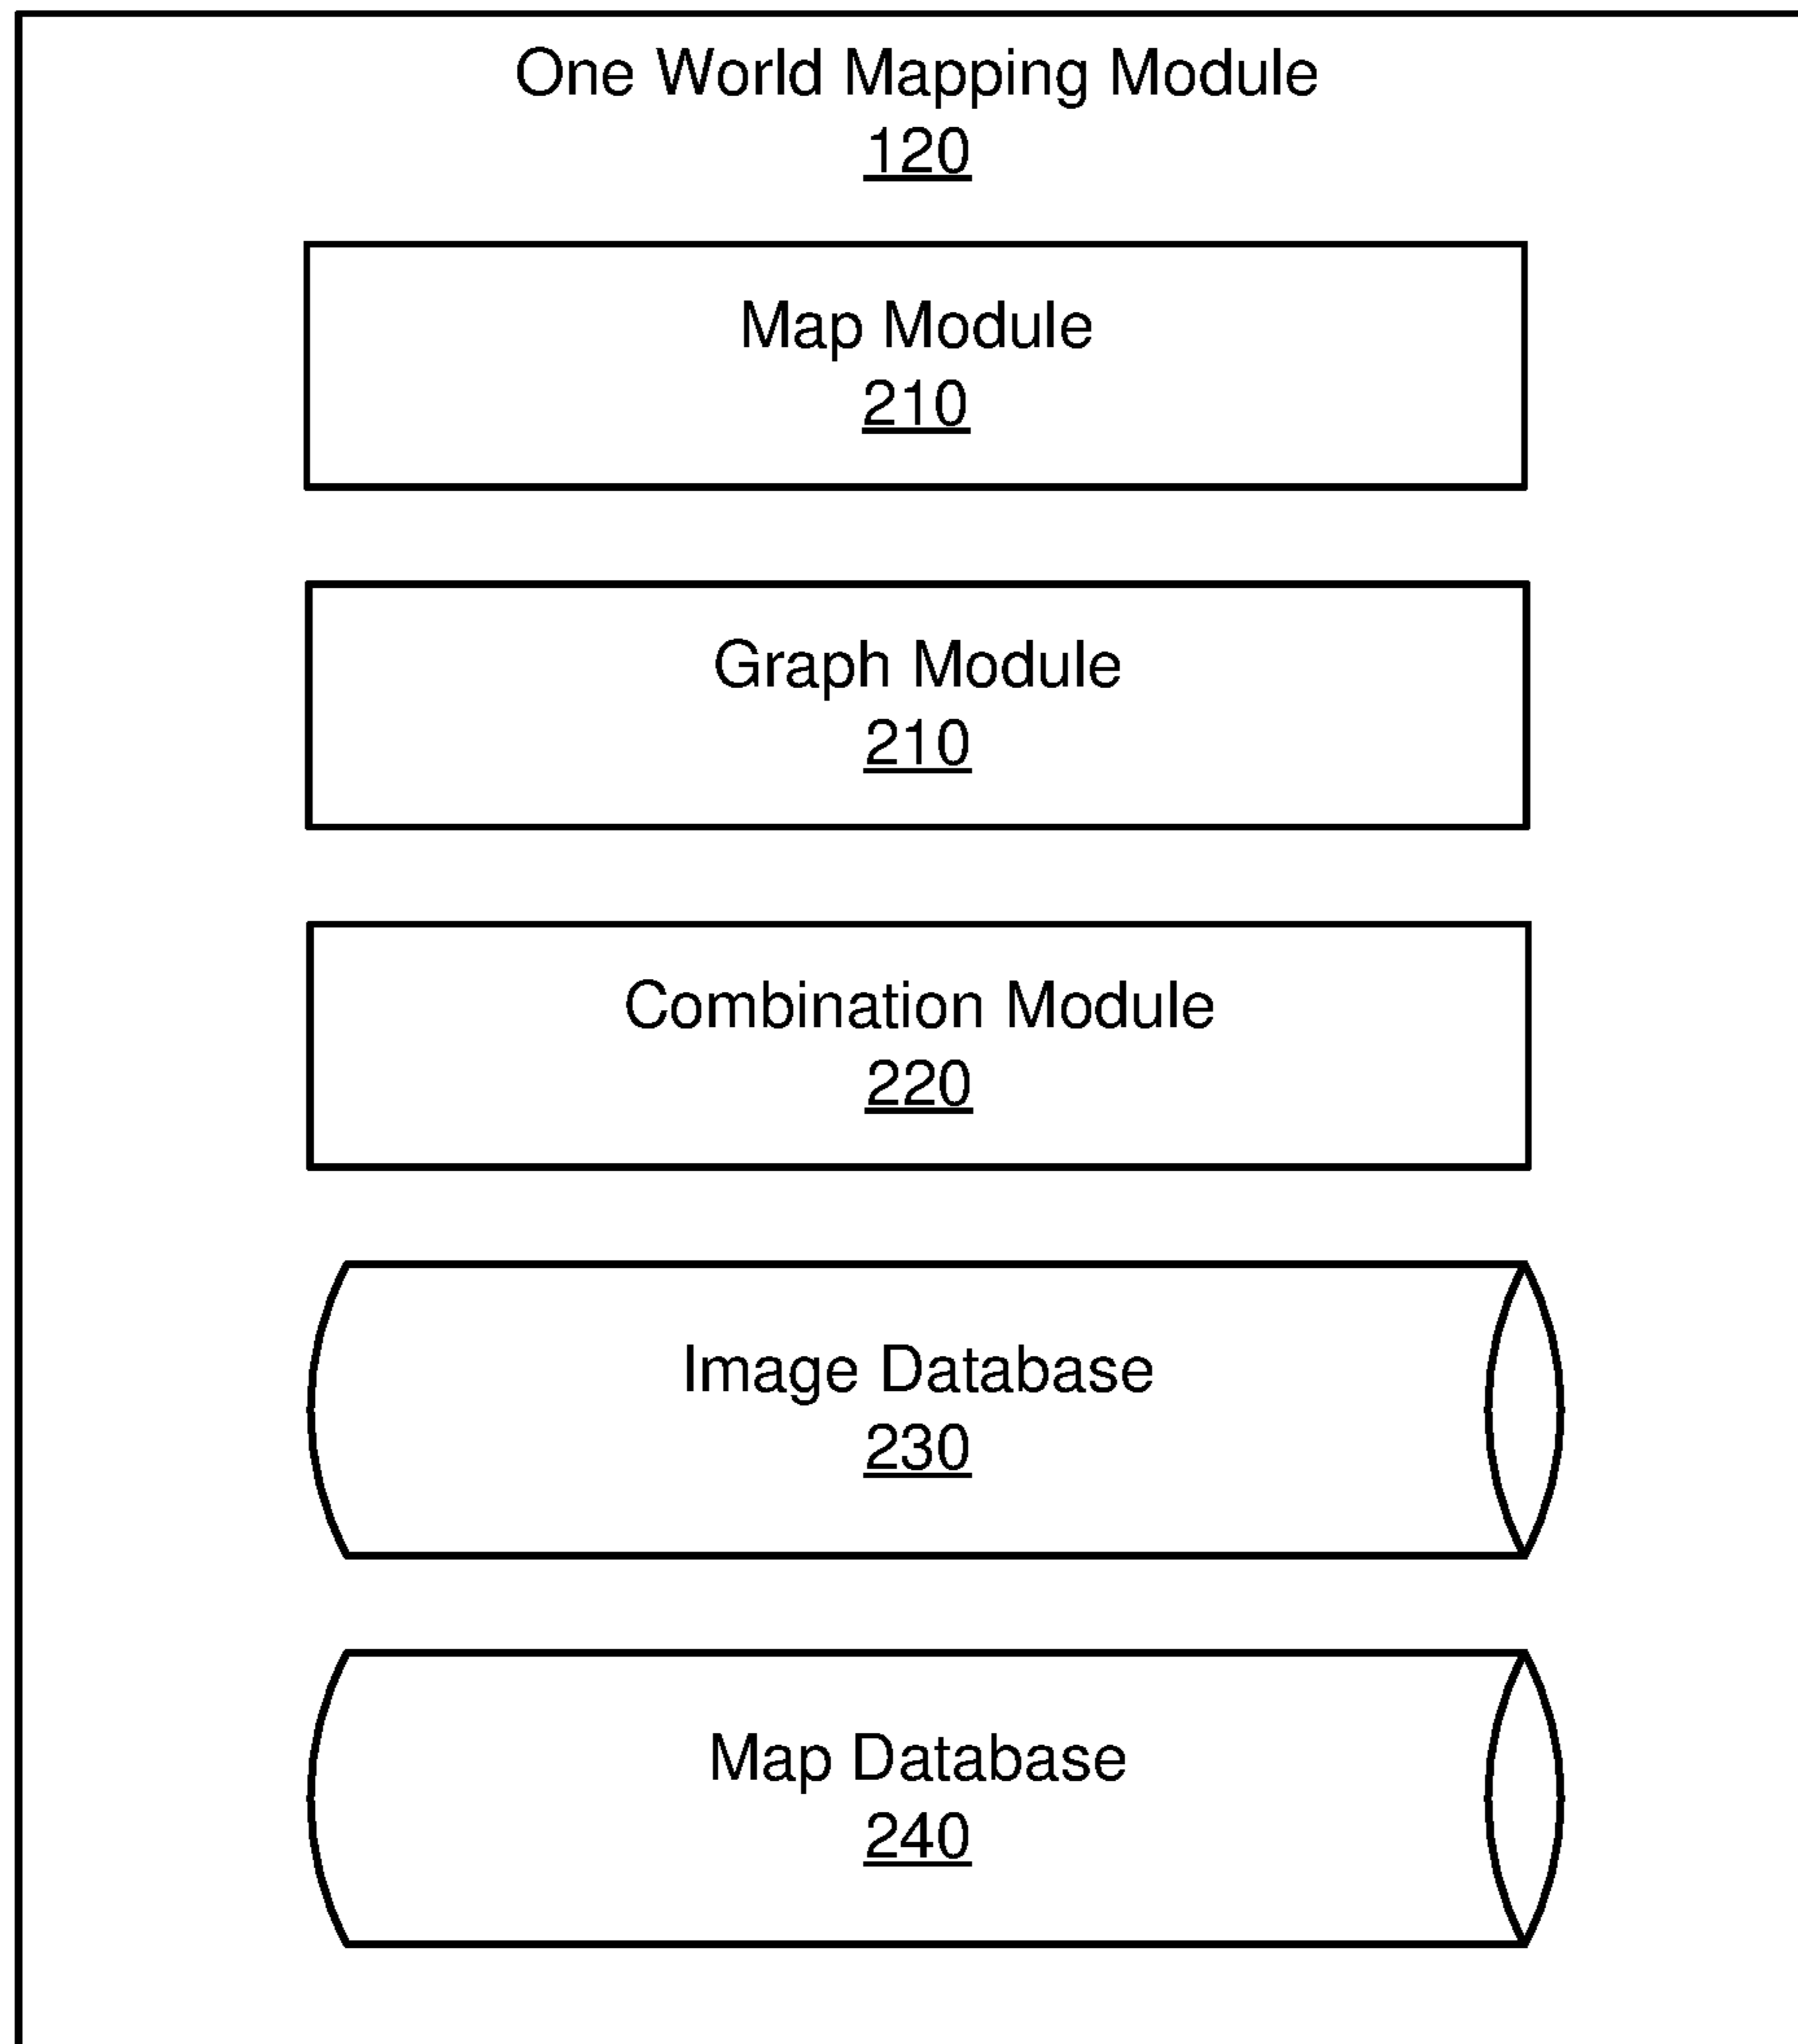 One World Mapping Module
120
Map Module
210
Graph Module
210
Combination Module
220
Image Database
230
Map Database
240